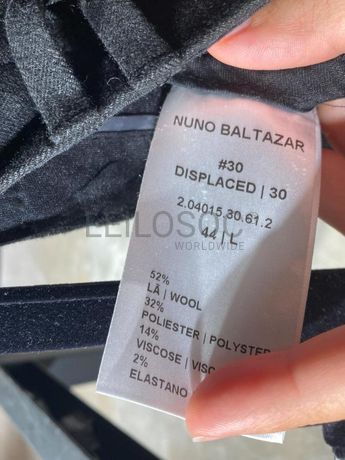 NUNO BALTAZAR
#30
DISPLACED | 30
2.04015.30.61.2
44 | L
LEILOSOC
WORLDWIDE
52%
LÃ | WOOL
32%
POLIESTER | POLYSTE
14%
VISCOSE | VISC
2%
ELASTANO